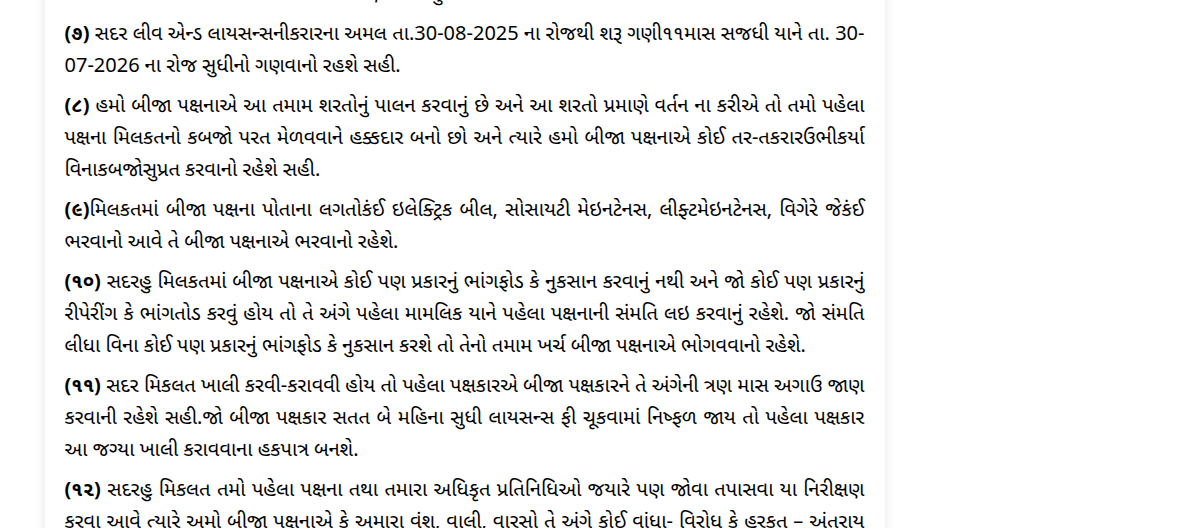 (૭) સદર લીવ એન્ડ લાયસન્સનીકરારના અમલ તા.30-08-2025 ના રોજથી શરૂ ગણી૧૧માસ સજધી યાને તા. 30-
07-2026 ના રોજ સુધીનો ગણવાનો રહશે સહી.
(૮) હમો બીજા પક્ષનાએ આ તમામ શરતોનું પાલન કરવાનું છે અને આ શરતો પ્રમાણે વર્તન ના કરીએ તો તમો પહેલા
પક્ષના મિલકતનો કબજો પરત મેળવવાને હક્કદાર બનો છો અને ત્યારે હમો બીજા પક્ષનાએ કોઈ તર-તકરારઉભીકર્યા
વિનાકબજોસુપ્રત કરવાનો રહેશે સહી.
(૯)મિલકતમાં બીજા પક્ષના પોતાના લગતોકંઈ ઇલેક્ટ્રિક બીલ, સોસાયટી મેઇનટેનસ, લીફ્ટમેઇનટેનસ, વિગેરે જેકંઈ
ભરવાનો આવે તે બીજા પક્ષનાએ ભરવાનો રહેશે.
(૧૦) સદરહુ મિલકતમાં બીજા પક્ષનાએ કોઈ પણ પ્રકારનું ભાંગફોડ કે નુકસાન કરવાનું નથી અને જો કોઈ પણ પ્રકારનું
રીપેરીંગ કે ભાંગતોડ કરવું હોય તો તે અંગે પહેલા મામલિક યાને પહેલા પક્ષનાની સંમતિ લઇ કરવાનું રહેશે. જો સંમતિ
લીધા વિના કોઈ પણ પ્રકારનું ભાંગફોડ કે નુકસાન કરશે તો તેનો તમામ ખર્ચ બીજા પક્ષનાએ ભોગવવાનો રહેશે.
(૧૧) સદર મિકલત ખાલી કરવી-કરાવવી હોય તો પહેલા પક્ષકારએ બીજા પક્ષકારને તે અંગેની ત્રણ માસ અગાઉ જાણ
કરવાની રહેશે સહી.જો બીજા પક્ષકાર સતત બે મહિના સુધી લાયસન્સ ફી ચૂકવામાં નિષ્ફળ જાય તો પહેલા પક્ષકાર
આ જગ્યા ખાલી કરાવવાના હકપાત્ર બનશે.
(૧૨) સદરહુ મિકલત તમો પહેલા પક્ષના તથા તમારા અધિકૃત પ્રતિનિધિઓ જયારે પણ જોવા તપાસવા યા નિરીક્ષણ
કરવા આવે ત્યારે અમો બીજા પક્ષનાએ કે અમારા વંશ, વાલી, વારસો તે અંગે કોઈ વાંધા- વિરોધ કે હરકત – અંતરાય